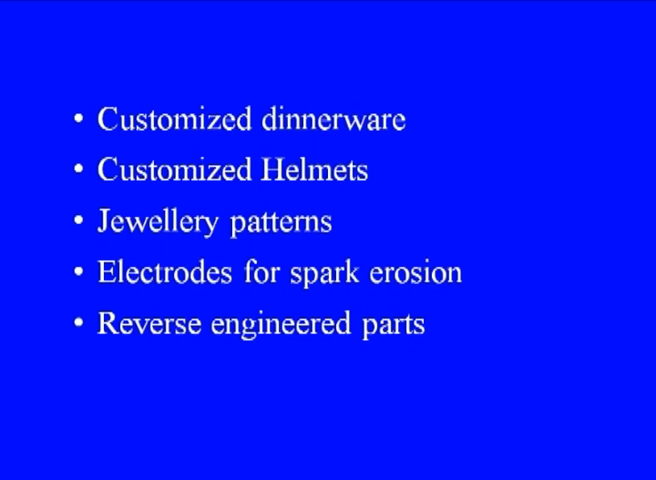 • Customized dinnerware
• Customized Helmets
• Jewellery patterns
• Electrodes for spark erosion
• Reverse engineered parts